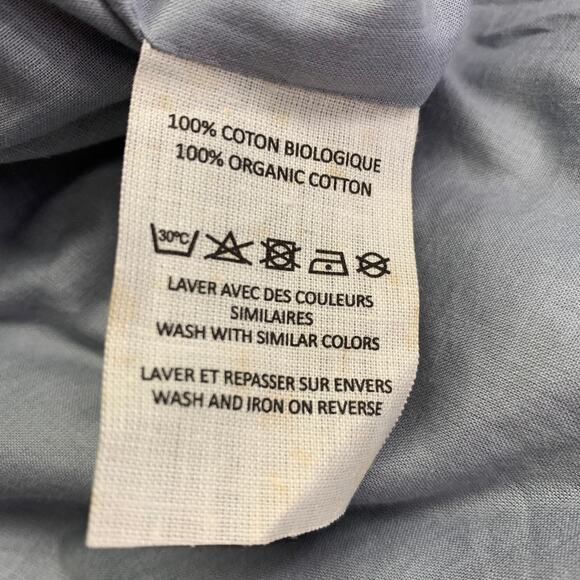 100% COTON BIOLOGIQUE
100% ORGANIC COTTON
30°C
LAVER AVEC DES COULEURS
SIMILAIRES
WASH WITH SIMILAR COLORS
LAVER ET REPASSER SUR ENVERS
WASH AND IRON ON REVERSE